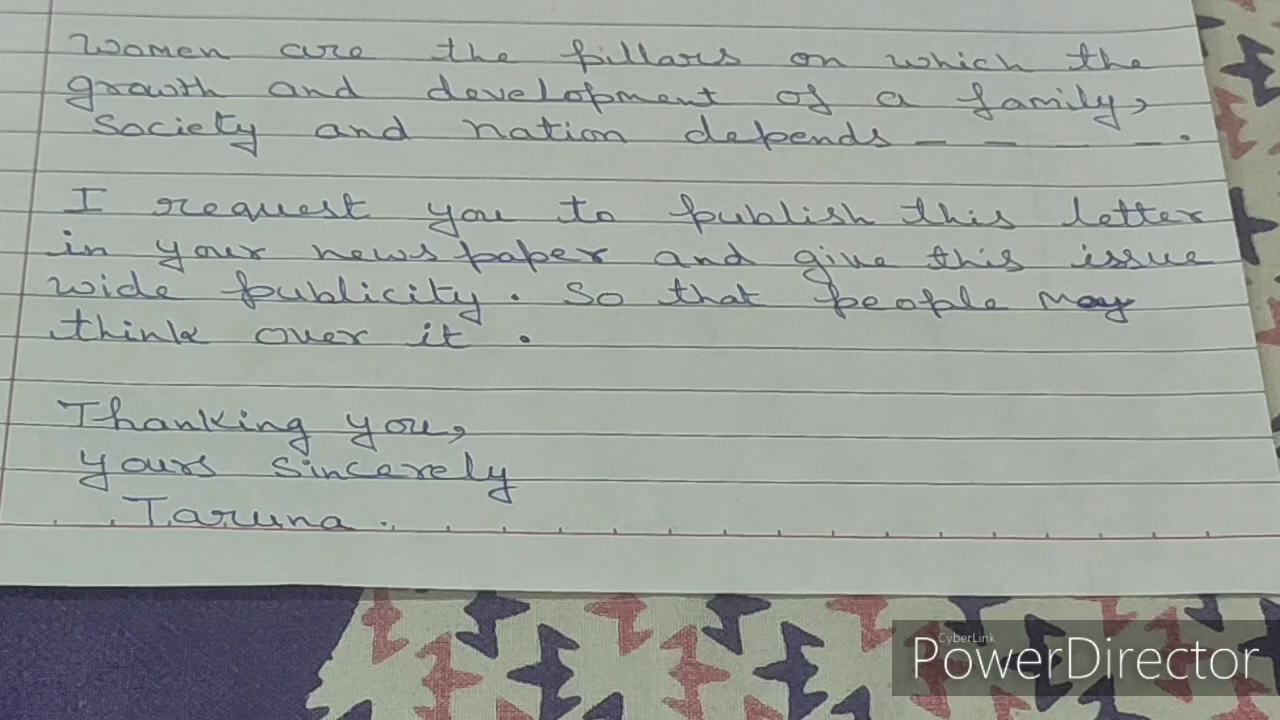 Women are the pillars on which the
growth and development of a family,
Society and nation depends - - - - .
I request you to publish this letter
in your newspaper and give this issue
wide publicity. So that people may
think over it .
Thanking you,
yours sincerely
Taruna.
CyberLink
PowerDirector